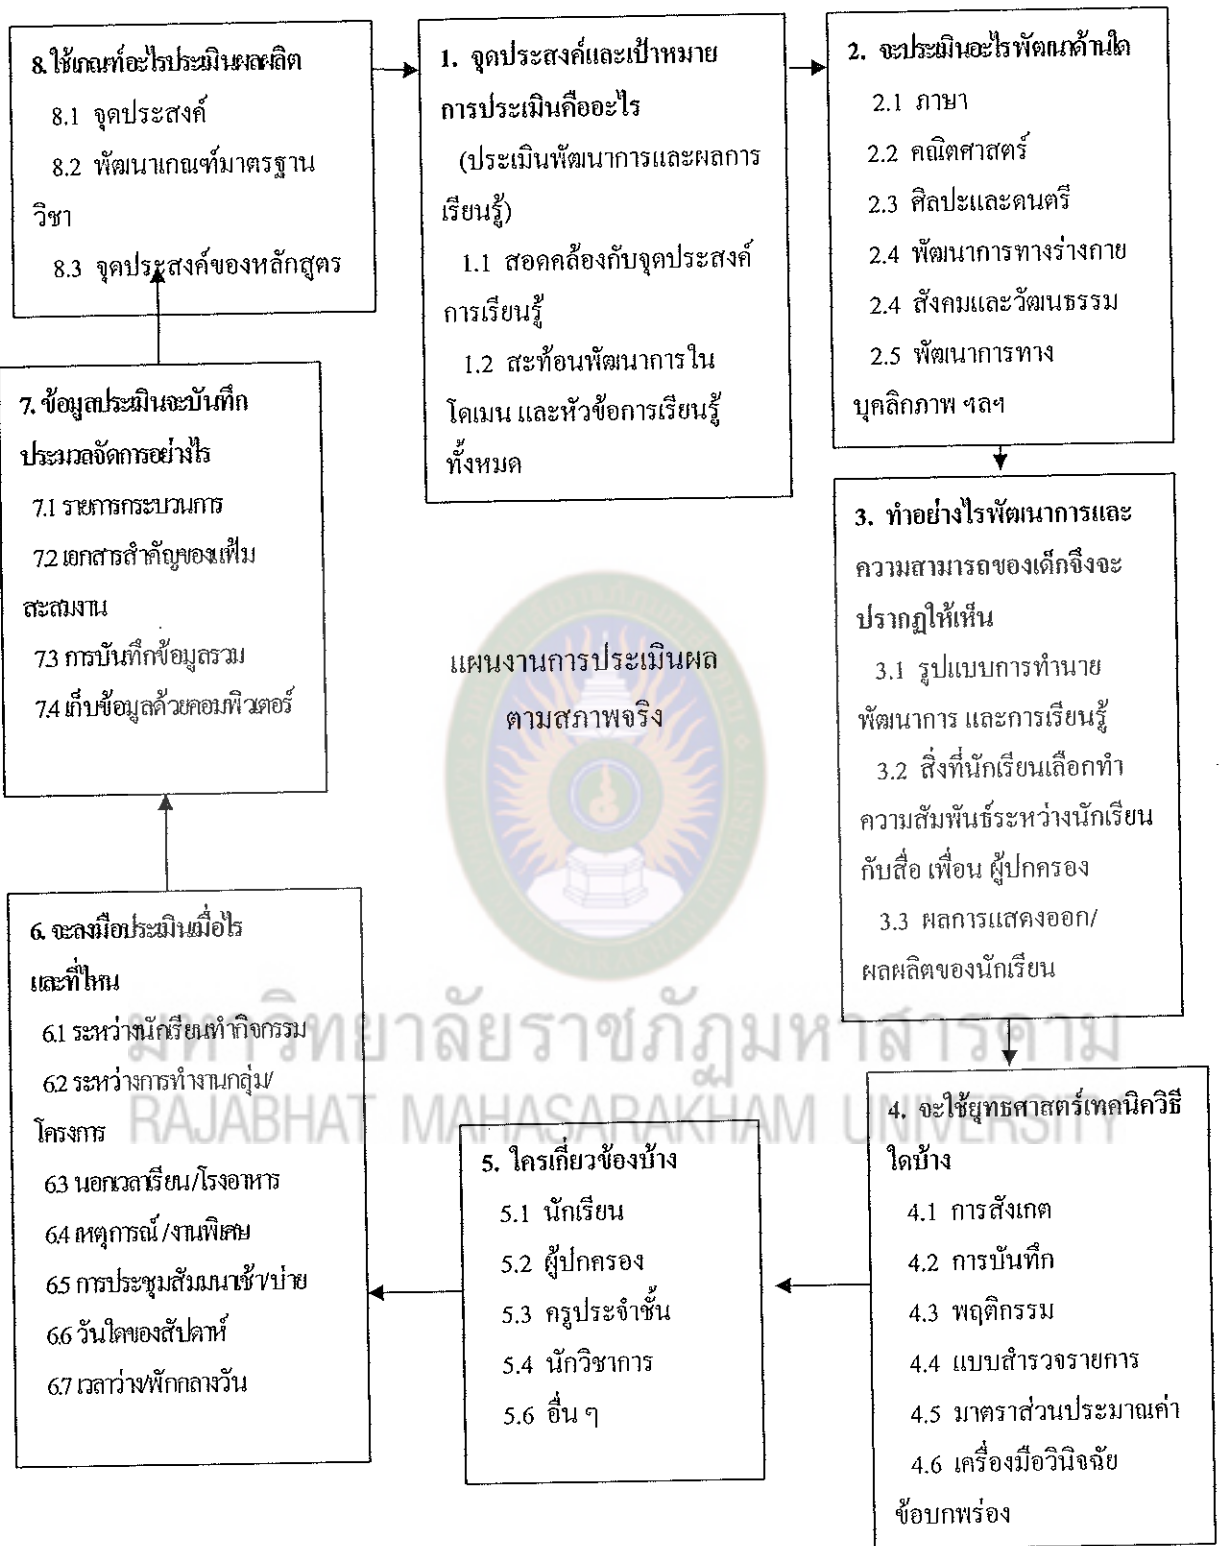 8. ใช้เกณฑ์อะไรประเมินผลผลิต
8.1 จุดประสงค์
8.2 พัฒนาเกณฑ์มาตรฐาน
วิชา
8.3 จุดประสงค์ของหลักสูตร
1. จุดประสงค์และเป้าหมาย
การประเมินคืออะไร
(ประเมินพัฒนาการและผลการ
เรียนรู้)
1.1 สอดคล้องกับจุดประสงค์
การเรียนรู้
1.2 สะท้อนพัฒนาการใน
โดเมน และหัวข้อการเรียนรู้
ทั้งหมด
2. จะประเมินอะไรพัฒนาด้านใด
2.1 ภาษา
2.2 คณิตศาสตร์
2.3 ศิลปะและดนตรี
2.4 พัฒนาการทางร่างกาย
2.4 สังคมและวัฒนธรรม
2.5 พัฒนาการทาง
บุคลิกภาพ ฯลฯ
3. ทำอย่างไรพัฒนาการและ
ความสามารถของเด็กจึงจะ
ปรากฏให้เห็น
3.1 รูปแบบการทำนาย
พัฒนาการ และการเรียนรู้
3.2 สิ่งที่นักเรียนเลือกทำ
ความสัมพันธ์ระหว่างนักเรียน
กับสื่อ เพื่อน ผู้ปกครอง
3.3 ผลการแสดงออก/
ผลผลิตของนักเรียน
4. จะใช้ยุทธศาสตร์เทคนิควิธี
ใดบ้าง
4.1 การสังเกต
4.2 การบันทึก
4.3 พฤติกรรม
4.4 แบบสำรวจรายการ
4.5 มาตราส่วนประมาณค่า
4.6 เครื่องมือวินิจฉัย
ข้อบกพร่อง
5. ใครเกี่ยวข้องบ้าง
5.1 นักเรียน
5.2 ผู้ปกครอง
5.3 ครูประจำชั้น
5.4 นักวิชาการ
5.6 อื่น ๆ
6. จะลงมือประเมินเมื่อไร
และที่ไหน
6.1 ระหว่างนักเรียนทำกิจกรรม
6.2 ระหว่างการทำงานกลุ่ม/
โครงการ
6.3 นอกเวลาเรียน/โรงอาหาร
6.4 เหตุการณ์ /งานพิเศษ
6.5 การประชุมสัมมนาเช้า/บ่าย
6.6 วันใดของสัปดาห์
6.7 เวลาว่าง/พักกลางวัน
7. ข้อมูลประเมินจะบันทึก
ประมวลจัดการอย่างไร
7.1 รายการกระบวนการ
7.2 เอกสารสำคัญของแฟ้ม
สะสมงาน
7.3 การบันทึกข้อมูลรวม
7.4 เก็บข้อมูลด้วยคอมพิวเตอร์
แผนงานการประเมินผล
ตามสภาพจริง
มหาวิทยาลัยราชภัฏมหาสารคาม
RAJABHAT MAHASARAKHAM UNIVERSITY